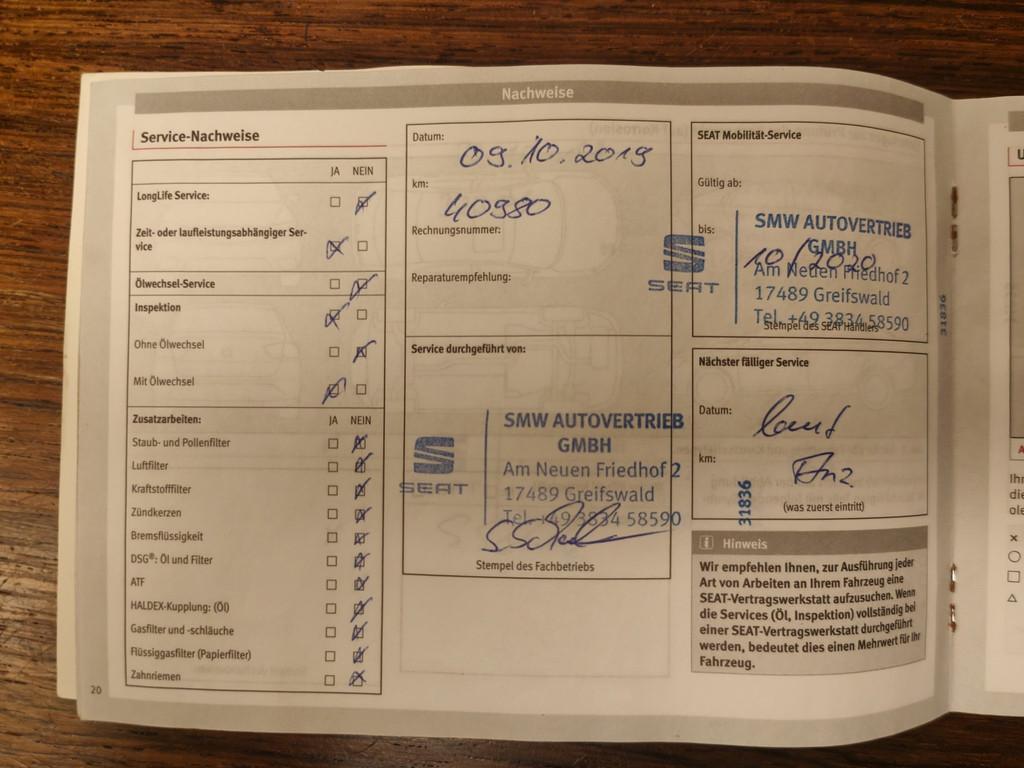 Nachweise
Service-Nachweise
JA NEIN
LongLife Service:
Zeit- oder laufleistungsabhängiger Ser-
vice
Ölwechsel-Service
Inspektion
Ohne Ölwechsel
Mit Ölwechsel
Zusatzarbeiten: JA NEIN
Staub- und Pollenfilter
Luftfilter
Kraftstofffilter
Zündkerzen
Bremsflüssigkeit
DSG®: Öl und Filter
ATF
HALDEX-Kupplung: (Öl)
Gasfilter und -schläuche
Flüssiggasfilter (Papierfilter)
Zahnriemen
20
Datum:
09.10.2019
km:
40980
Rechnungsnummer:
Reparaturempfehlung:
Service durchgeführt von:
SEAT
SMW AUTOVERTRIEB
GMBH
Am Neuen Friedhof 2
17489 Greifswald
Tel. +49 3834 58590
Stempel des Fachbetriebs
SEAT Mobilität-Service
Gültig ab:
bis:
10/2020
SEAT
SMW AUTOVERTRIEB
GMBH
Am Neuen Friedhof 2
17489 Greifswald
Tel. +49 3834 58590
Stempel des SEAT Händlers
31836
Nächster fälliger Service
Datum:
laut
km:
Anz
(was zuerst eintritt)
31836
i Hinweis
Wir empfehlen Ihnen, zur Ausführung jeder
Art von Arbeiten an Ihrem Fahrzeug eine
SEAT-Vertragswerkstatt aufzusuchen. Wenn
die Services (Öl, Inspektion) vollständig bei
einer SEAT-Vertragswerkstatt durchgeführt
werden, bedeutet dies einen Mehrwert für Ihr
Fahrzeug.